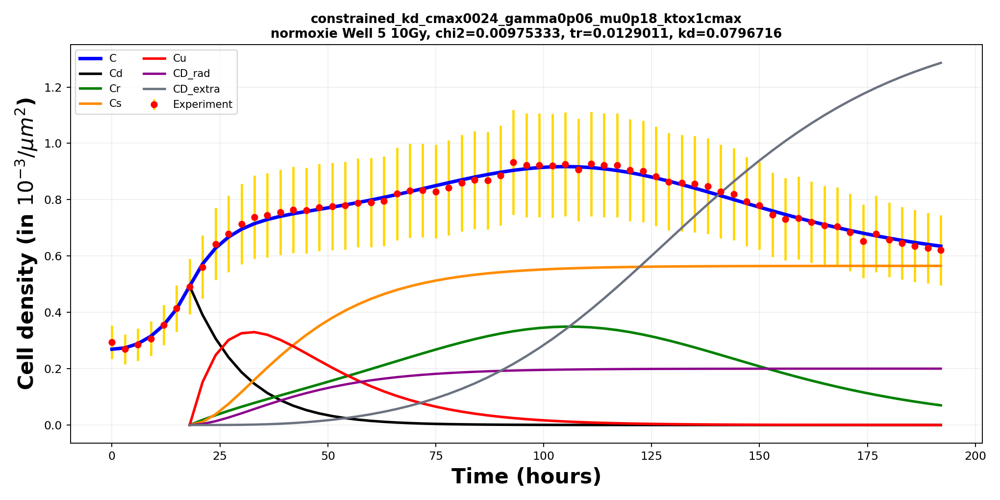 constrained_kd_cmax0024_gamma0p06_mu0p18_ktox1cmax
normoxie Well 5 10Gy, chi2=0.00975333, tr=0.0129011, kd=0.0796716
C
Cd
Cr
Cs
Cu
CD_rad
CD_extra
Experiment
Cell density (in 10⁻³/μm²)
1.2
1.0
0.8
0.6
0.4
0.2
0.0
0 25 50 75 100 125 150 175 200
Time (hours)